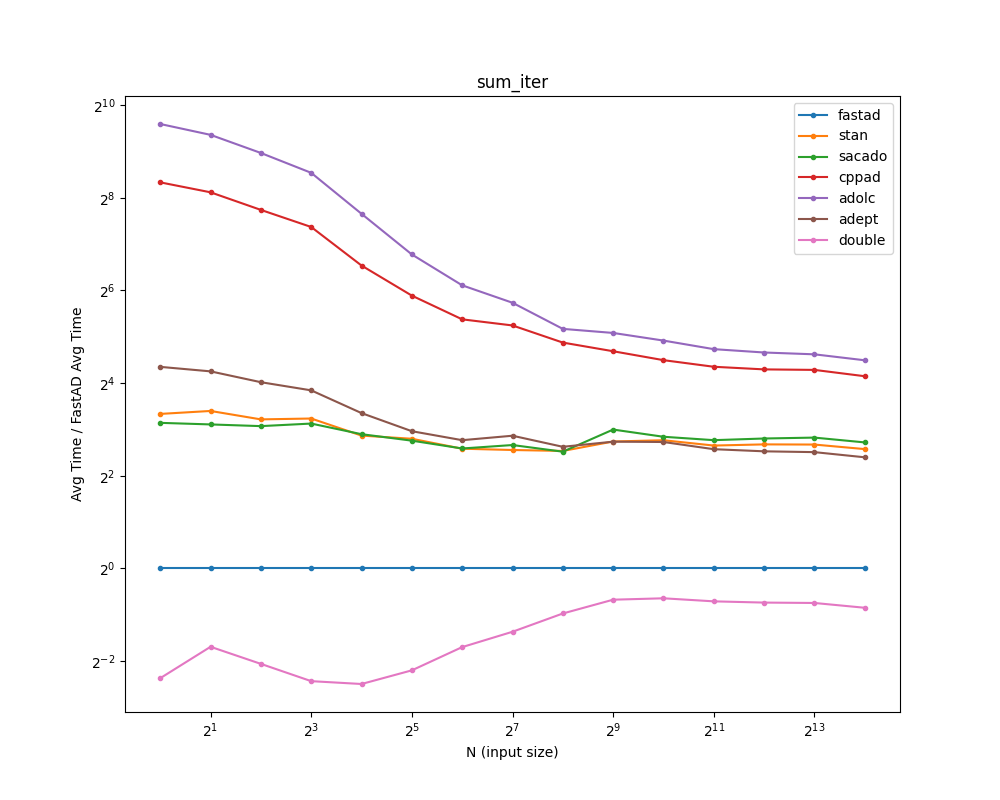 sum_iter
2^10
2^8
2^6
2^4
2^2
2^0
2^−2
Avg Time / FastAD Avg Time
fastad
stan
sacado
cppad
adolc
adept
double
2^1 2^3 2^5 2^7 2^9 2^11 2^13
N (input size)